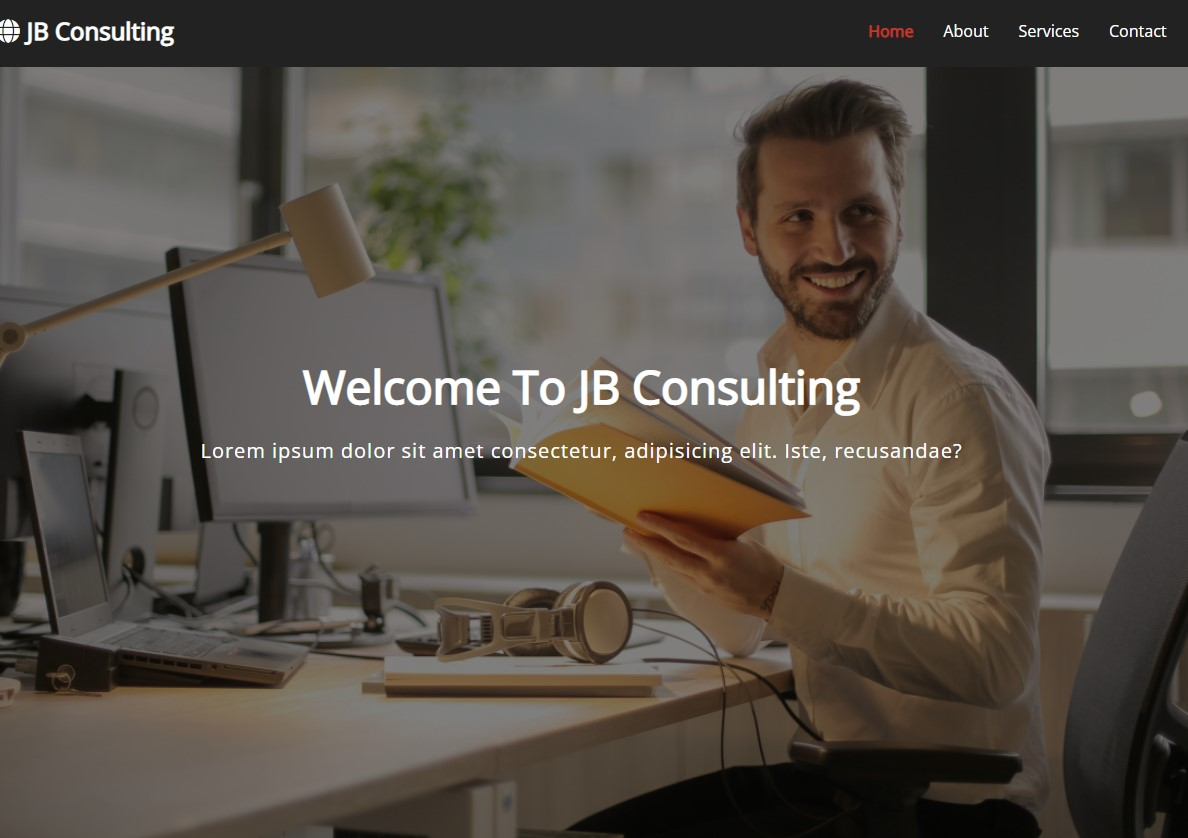 JB Consulting
Home
About
Services
Contact
Welcome To JB Consulting
Lorem ipsum dolor sit amet consectetur, adipisicing elit. Iste, recusandae?